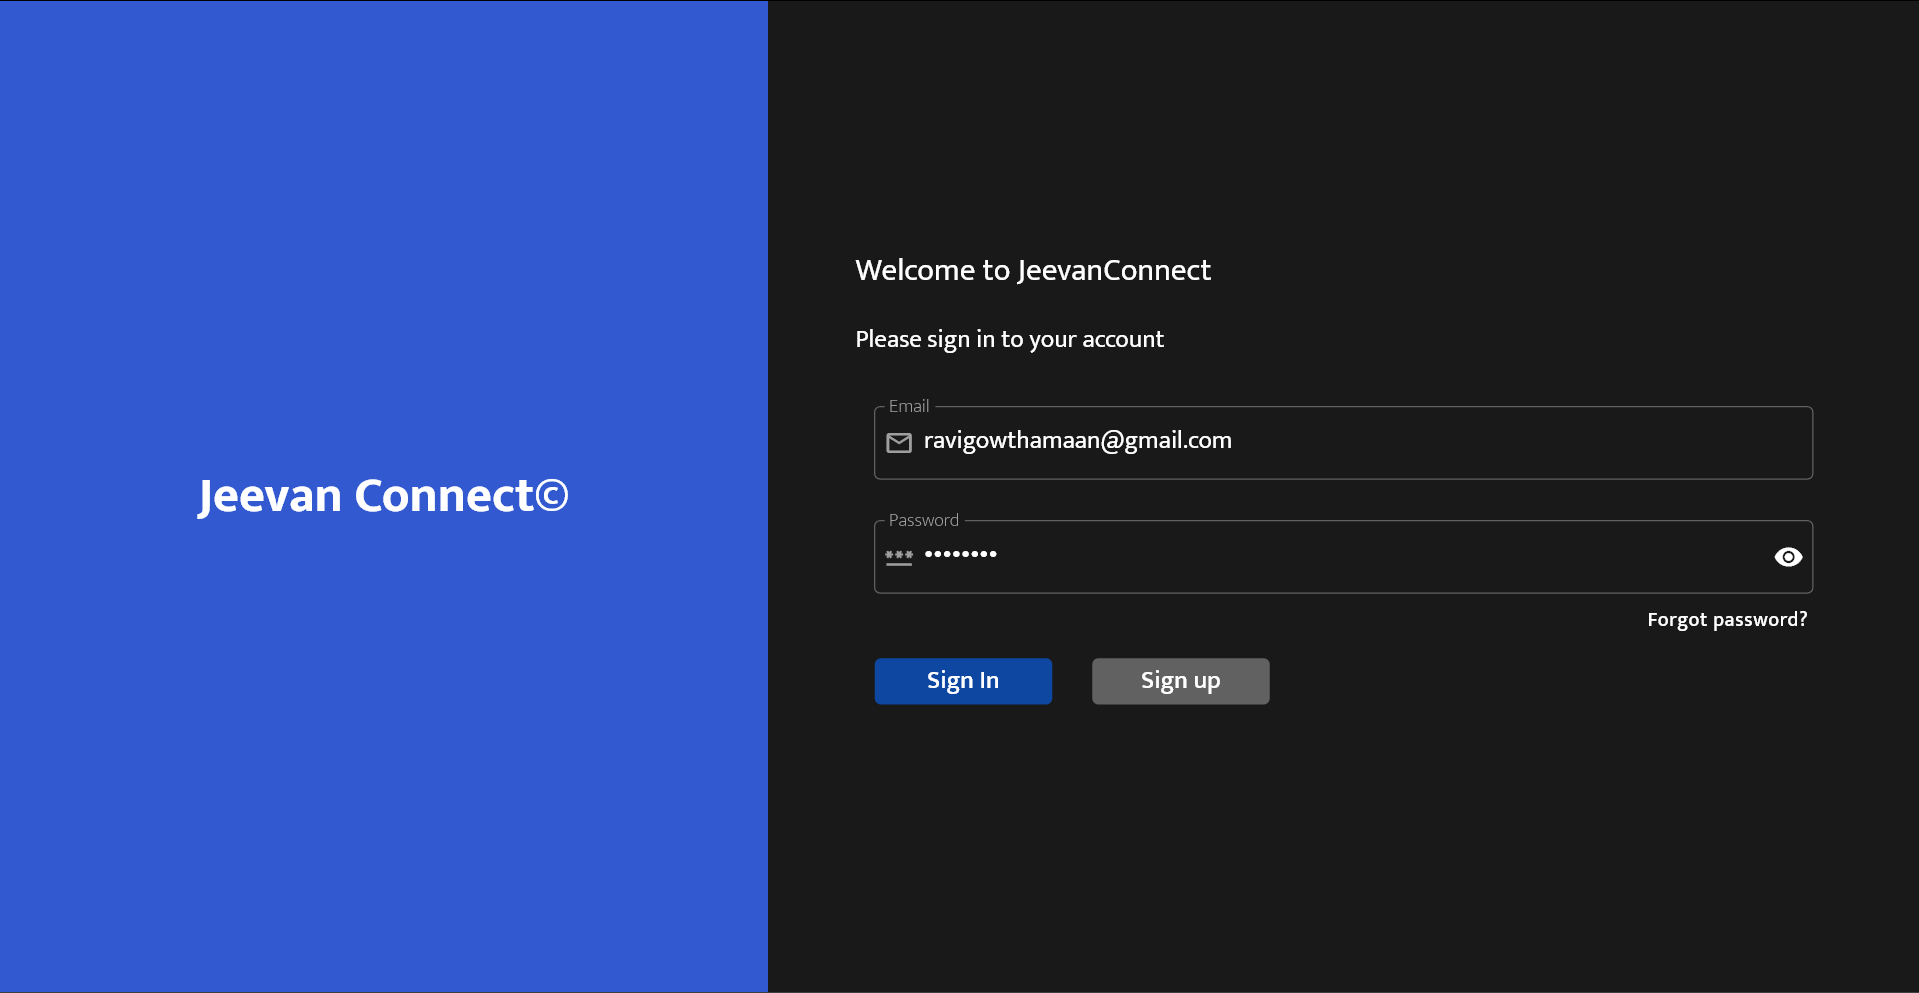 Jeevan Connect©
Welcome to JeevanConnect
Please sign in to your account
Email
ravigowthamaan@gmail.com
Password
***
••••••••
Forgot password?
Sign In
Sign up